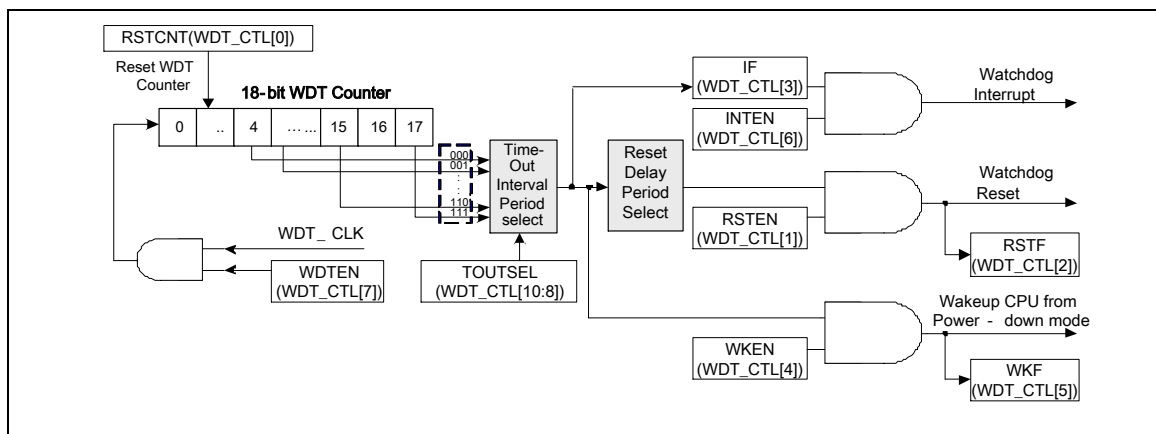 RSTCNT(WDT_CTL[0])
Reset WDT
Counter
18-bit WDT Counter
0 .. 4 ... ... 15 16 17
000
001
110
111
Time-
Out
Interval
Period
select
Reset
Delay
Period
Select
IF
(WDT_CTL[3])
INTEN
(WDT_CTL[6])
Watchdog
Interrupt
RSTEN
(WDT_CTL[1])
Watchdog
Reset
RSTF
(WDT_CTL[2])
WDT_ CLK
WDTEN
(WDT_CTL[7])
TOUTSEL
(WDT_CTL[10:8])
WKEN
(WDT_CTL[4])
Wakeup CPU from
Power - down mode
WKF
(WDT_CTL[5])